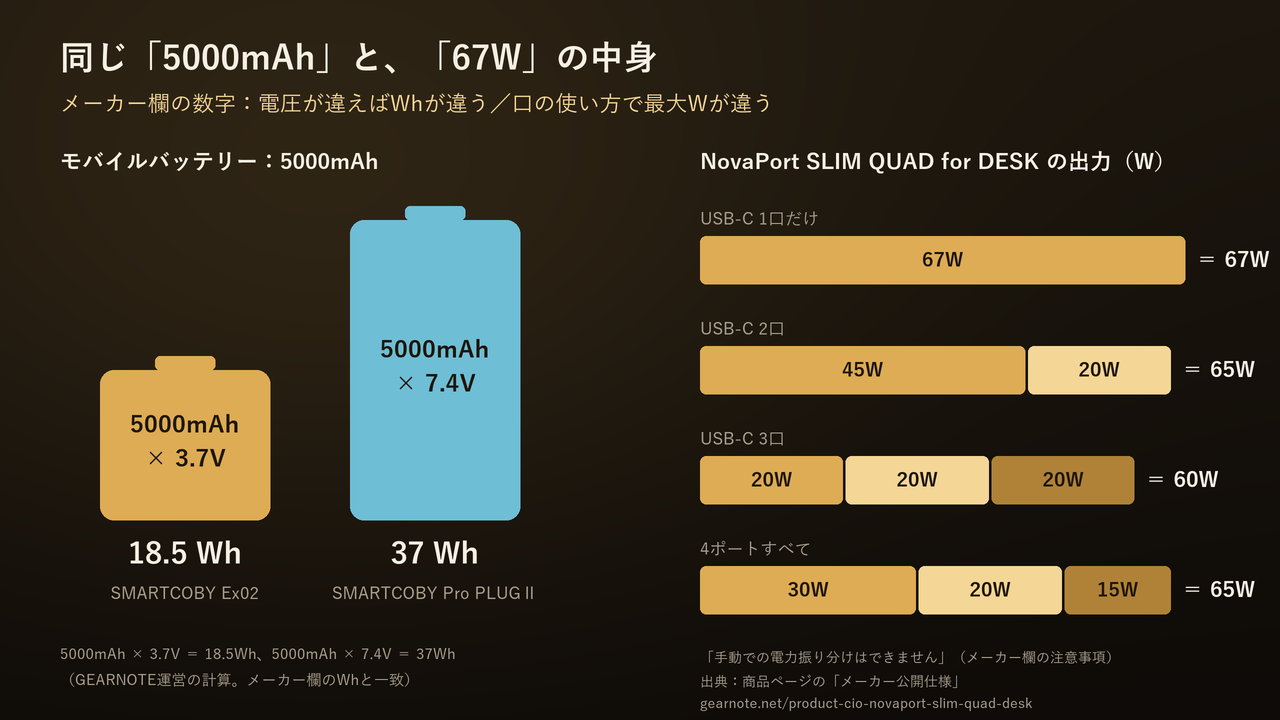 同じ「5000mAh」と、「67W」の中身
メーカー欄の数字：電圧が違えばWhが違う／口の使い方で最大Wが違う
モバイルバッテリー：5000mAh
5000mAh
× 3.7V
18.5 Wh
SMARTCOBY Ex02
5000mAh
× 7.4V
37 Wh
SMARTCOBY Pro PLUGⅡ
5000mAh × 3.7V ＝ 18.5Wh、5000mAh × 7.4V ＝ 37Wh
（GEARNOTE運営の計算。メーカー欄のWhと一致）
NovaPort SLIM QUAD for DESK の出力（W）
USB-C 1口だけ
67W ＝ 67W
USB-C 2口
45W 20W ＝ 65W
USB-C 3口
20W 20W 20W ＝ 60W
4ポートすべて
30W 20W 15W ＝ 65W
「手動での電力振り分けはできません」（メーカー欄の注意事項）
出典：商品ページの「メーカー公開仕様」
gearnote.net/product-cio-novaport-slim-quad-desk